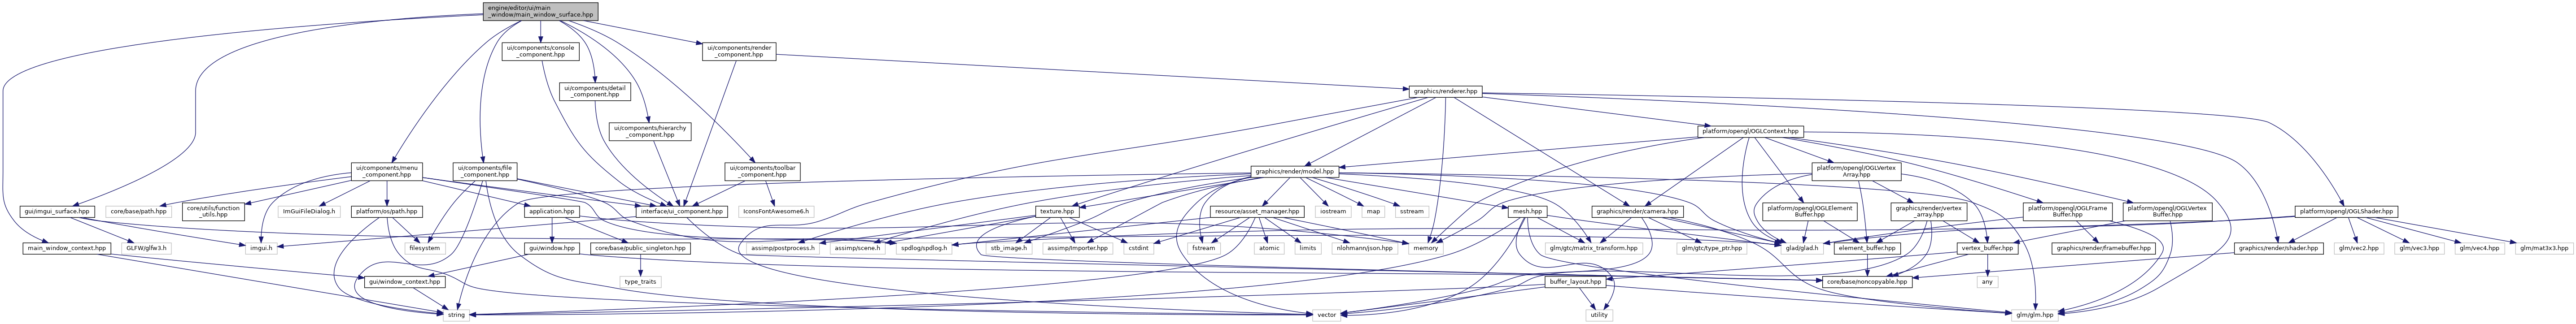 engine/editor/ui/main
_window/main_window_surface.hpp
ui/components/console
_component.hpp
ui/components/render
_component.hpp
ui/components/detail
_component.hpp
graphics/renderer.hpp
ui/components/hierarchy
_component.hpp
platform/opengl/OGLContext.hpp
ui/components/menu
_component.hpp
ui/components/file
_component.hpp
ui/components/toolbar
_component.hpp
graphics/render/model.hpp
platform/opengl/OGLVertex
Array.hpp
gui/imgui_surface.hpp
core/base/path.hpp
core/utils/function
_utils.hpp
ImGuiFileDialog.h
platform/os/path.hpp
application.hpp
interface/ui_component.hpp
IconsFontAwesome6.h
texture.hpp
resource/asset_manager.hpp
iostream
map
sstream
mesh.hpp
graphics/render/camera.hpp
platform/opengl/OGLElement
Buffer.hpp
graphics/render/vertex
_array.hpp
platform/opengl/OGLFrame
Buffer.hpp
platform/opengl/OGLVertex
Buffer.hpp
platform/opengl/OGLShader.hpp
main_window_context.hpp
GLFW/glfw3.h
imgui.h
filesystem
gui/window.hpp
core/base/public_singleton.hpp
assimp/postprocess.h
assimp/scene.h
spdlog/spdlog.h
stb_image.h
assimp/Importer.hpp
cstdint
fstream
atomic
limits
nlohmann/json.hpp
memory
glm/gtc/matrix_transform.hpp
glm/gtc/type_ptr.hpp
glad/glad.h
element_buffer.hpp
vertex_buffer.hpp
graphics/render/framebuffer.hpp
graphics/render/shader.hpp
glm/vec2.hpp
glm/vec3.hpp
glm/vec4.hpp
glm/mat3x3.hpp
gui/window_context.hpp
type_traits
buffer_layout.hpp
core/base/noncopyable.hpp
any
string
vector
utility
glm/glm.hpp